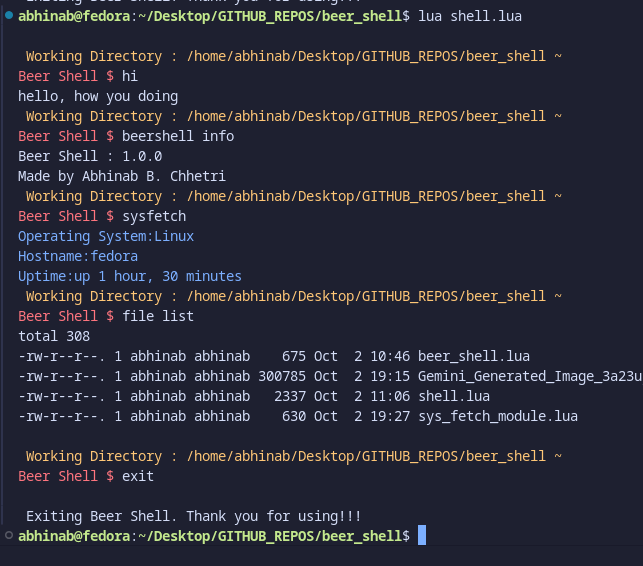 Exiting Beer Shell. Thank you for using!!!
abhinab@fedora:~/Desktop/GITHUB_REPOS/beer_shell$ lua shell.lua
Working Directory : /home/abhinab/Desktop/GITHUB_REPOS/beer_shell ~
Beer Shell $ hi
hello, how you doing
Working Directory : /home/abhinab/Desktop/GITHUB_REPOS/beer_shell ~
Beer Shell $ beershell info
Beer Shell : 1.0.0
Made by Abhinab B. Chhetri
Working Directory : /home/abhinab/Desktop/GITHUB_REPOS/beer_shell ~
Beer Shell $ sysfetch
Operating System:Linux
Hostname:fedora
Uptime:up 1 hour, 30 minutes
Working Directory : /home/abhinab/Desktop/GITHUB_REPOS/beer_shell ~
Beer Shell $ file list
total 308
-rw-r--r--. 1 abhinab abhinab    675 Oct  2 10:46 beer_shell.lua
-rw-r--r--. 1 abhinab abhinab 300785 Oct  2 19:15 Gemini_Generated_Image_3a23u
-rw-r--r--. 1 abhinab abhinab   2337 Oct  2 11:06 shell.lua
-rw-r--r--. 1 abhinab abhinab    630 Oct  2 19:27 sys_fetch_module.lua
Working Directory : /home/abhinab/Desktop/GITHUB_REPOS/beer_shell ~
Beer Shell $ exit
Exiting Beer Shell. Thank you for using!!!
abhinab@fedora:~/Desktop/GITHUB_REPOS/beer_shell$